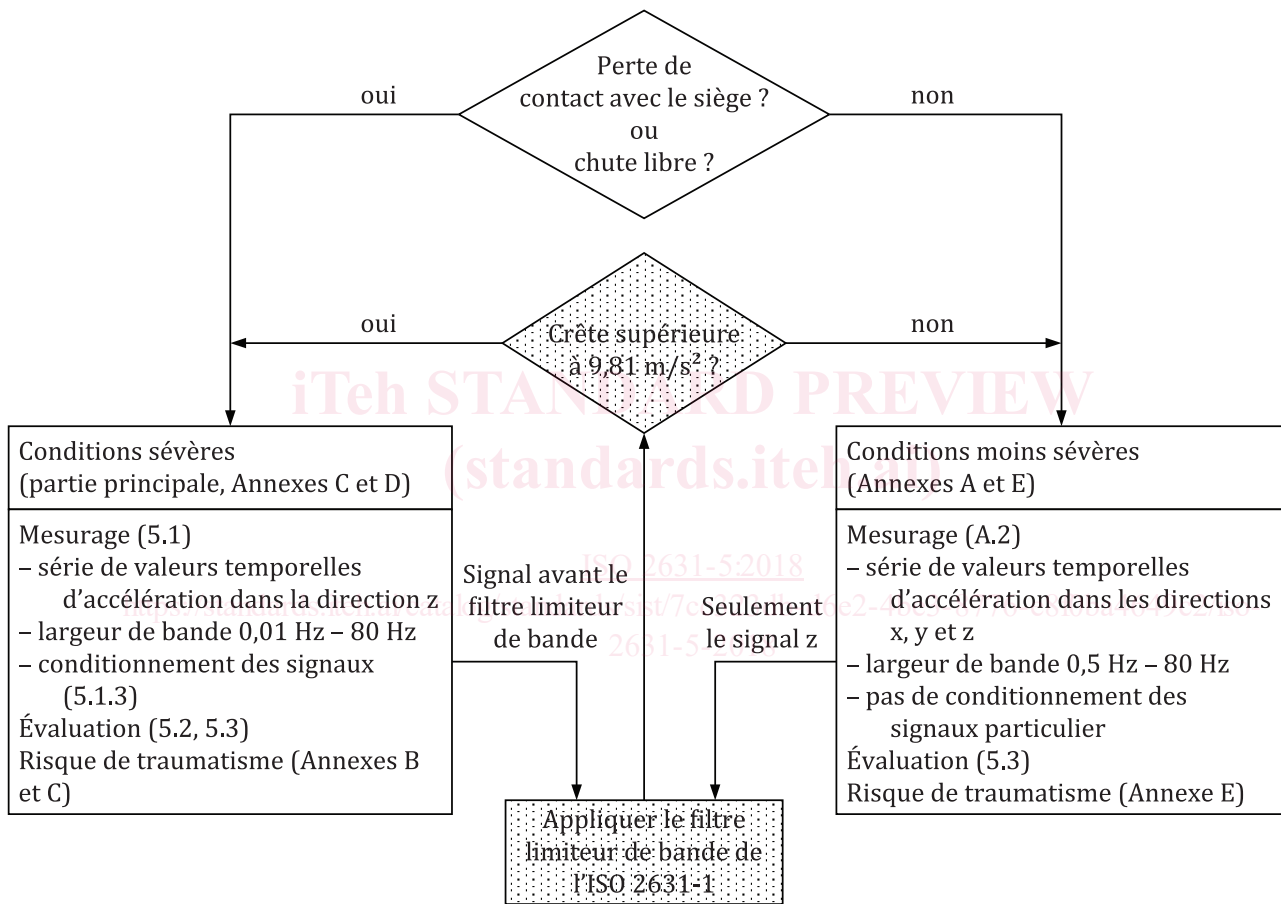 Perte de
contact avec le siège ?
ou
chute libre ?
oui
non
Crête supérieure
à 9,81 m/s² ?
oui
non
iTeh STANDARD PREVIEW
(standards.iteh.ai)
Conditions sévères
(partie principale, Annexes C et D)
Mesurage (5.1)
– série de valeurs temporelles
d'accélération dans la direction z
– largeur de bande 0,01 Hz – 80 Hz
– conditionnement des signaux
(5.1.3)
Évaluation (5.2, 5.3)
Risque de traumatisme (Annexes B
et C)
Signal avant le
filtre limiteur
de bande
Seulement
le signal z
ISO 2631-5:2018
2631-5-2018
Conditions moins sévères
(Annexes A et E)
Mesurage (A.2)
– série de valeurs temporelles
d'accélération dans les directions
x, y et z
– largeur de bande 0,5 Hz – 80 Hz
– pas de conditionnement des
signaux particulier
Évaluation (5.3)
Risque de traumatisme (Annexe E)
Appliquer le filtre
limiteur de bande de
l'ISO 2631-1